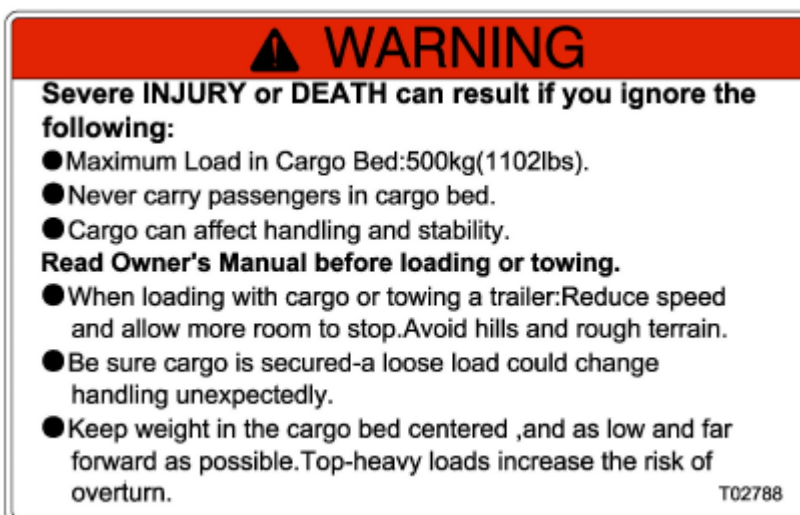 WARNING
Severe INJURY or DEATH can result if you ignore the
following:
●Maximum Load in Cargo Bed:500kg(1102lbs).
●Never carry passengers in cargo bed.
●Cargo can affect handling and stability.
Read Owner's Manual before loading or towing.
●When loading with cargo or towing a trailer:Reduce speed
and allow more room to stop.Avoid hills and rough terrain.
●Be sure cargo is secured-a loose load could change
handling unexpectedly.
●Keep weight in the cargo bed centered ,and as low and far
forward as possible.Top-heavy loads increase the risk of
overturn.
T02788